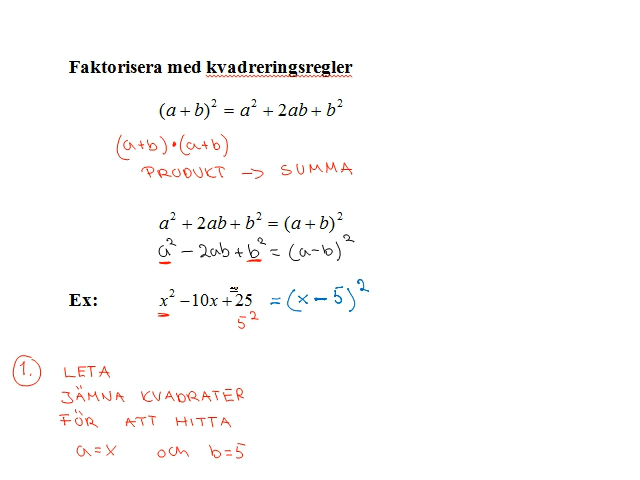 Faktorisera med kvadreringsregler
(a + b)² = a² + 2ab + b²
(a+b)•(a+b)
PRODUKT → SUMMA
a² + 2ab + b² = (a + b)²
a² − 2ab + b² = (a−b)²
Ex: x² −10x + 25 = (x − 5)²
5²
1. LETA
JÄMNA KVADRATER
FÖR ATT HITTA
a=x och b=5